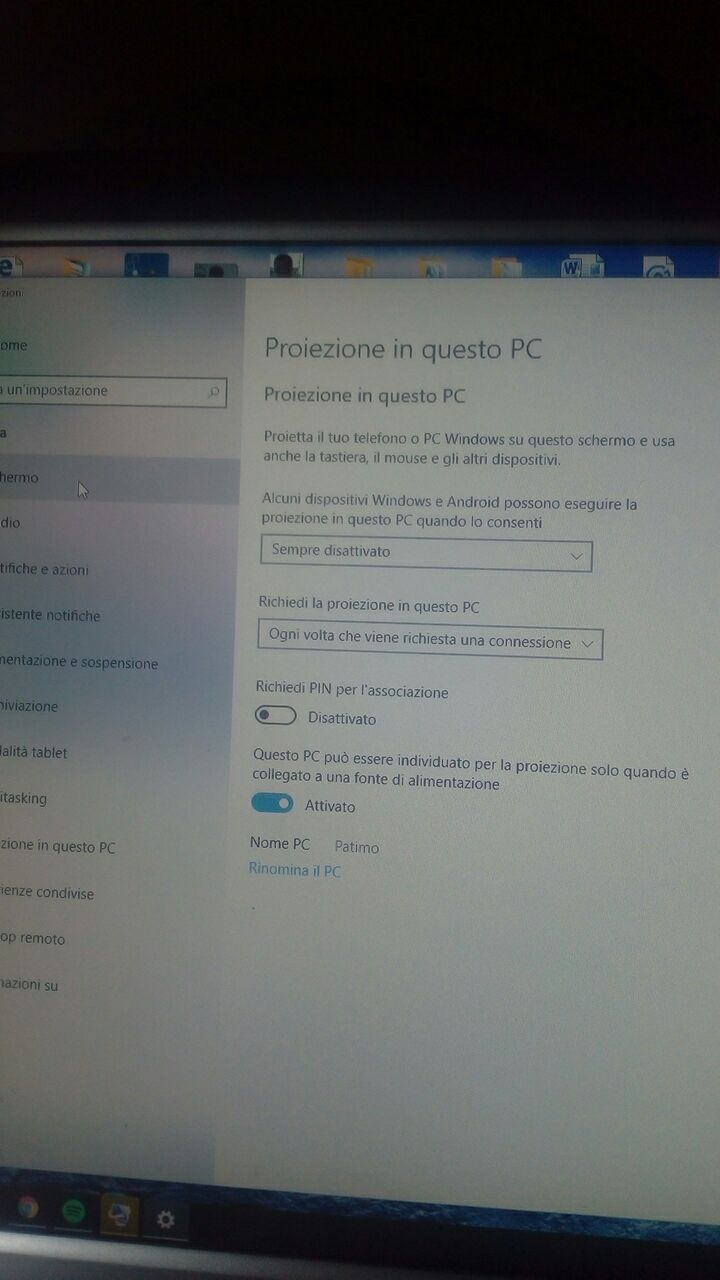 zioni
ome
a un'impostazione
a
hermo
dio
tifiche e azioni
istente notifiche
mentazione e sospensione
hiviazione
dalità tablet
itasking
zione in questo PC
ienze condivise
op remoto
nazioni su
Proiezione in questo PC
Proiezione in questo PC
Proietta il tuo telefono o PC Windows su questo schermo e usa
anche la tastiera, il mouse e gli altri dispositivi.
Alcuni dispositivi Windows e Android possono eseguire la
proiezione in questo PC quando lo consenti
Sempre disattivato
Richiedi la proiezione in questo PC
Ogni volta che viene richiesta una connessione
Richiedi PIN per l'associazione
Disattivato
Questo PC può essere individuato per la proiezione solo quando è
collegato a una fonte di alimentazione
Attivato
Nome PC Patimo
Rinomina il PC